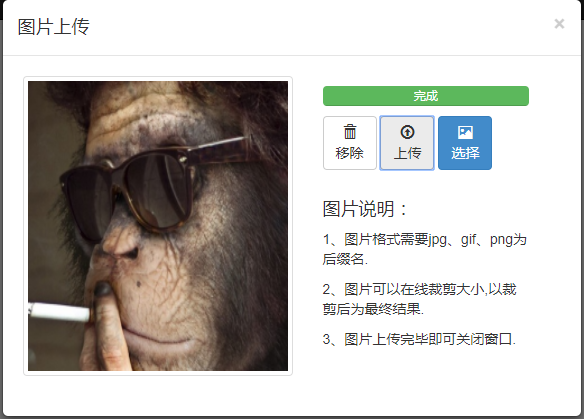 图片上传
×
完成
移除
上传
选择
图片说明：
1、图片格式需要jpg、gif、png为
后缀名.
2、图片可以在线裁剪大小,以裁
剪后为最终结果.
3、图片上传完毕即可关闭窗口.